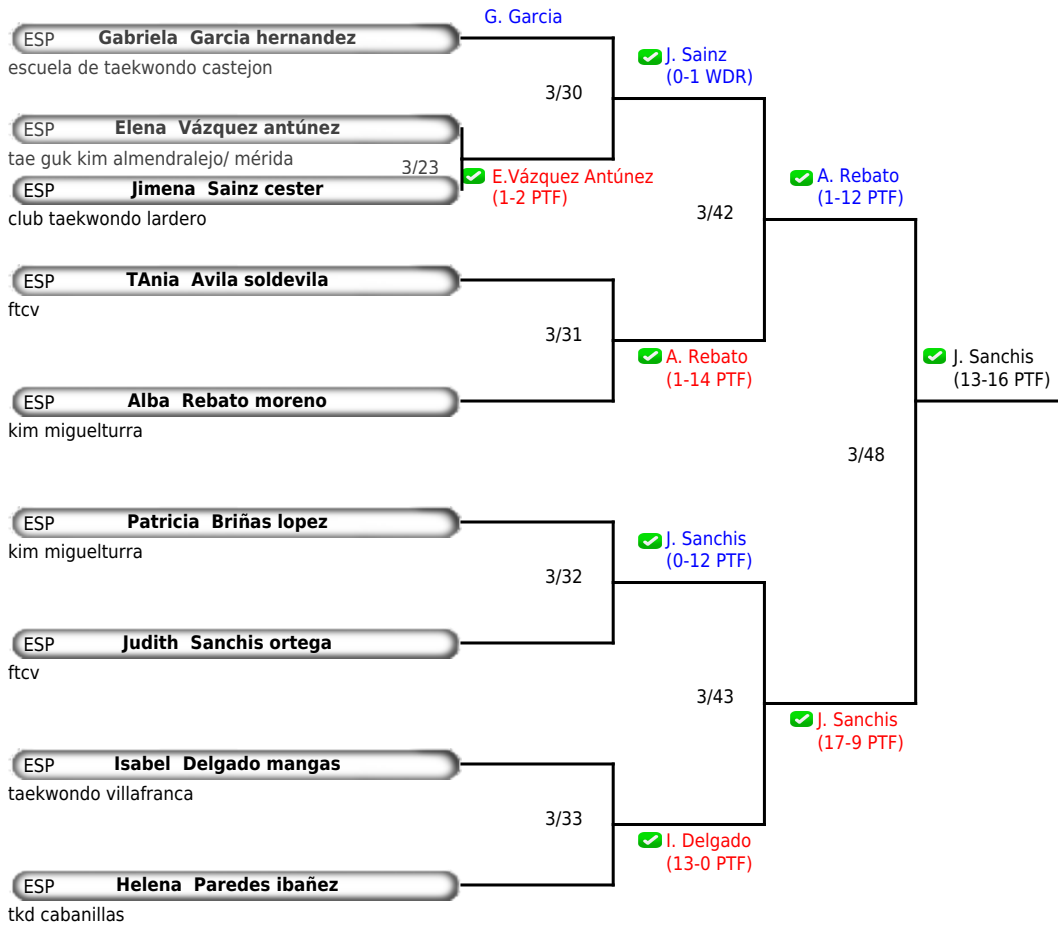 G. Garcia
ESP Gabriela Garcia hernandez
escuela de taekwondo castejon
J. Sainz
(0-1 WDR)
3/30
ESP Elena Vázquez antúnez
tae guk kim almendralejo/ mérida
3/23
E.Vázquez Antúnez
(1-2 PTF)
ESP Jimena Sainz cester
club taekwondo lardero
A. Rebato
(1-12 PTF)
3/42
ESP TAnia Avila soldevila
ftcv
3/31
A. Rebato
(1-14 PTF)
J. Sanchis
(13-16 PTF)
ESP Alba Rebato moreno
kim miguelturra
3/48
ESP Patricia Briñas lopez
kim miguelturra
J. Sanchis
(0-12 PTF)
3/32
ESP Judith Sanchis ortega
ftcv
3/43
J. Sanchis
(17-9 PTF)
ESP Isabel Delgado mangas
taekwondo villafranca
3/33
I. Delgado
(13-0 PTF)
ESP Helena Paredes ibañez
tkd cabanillas